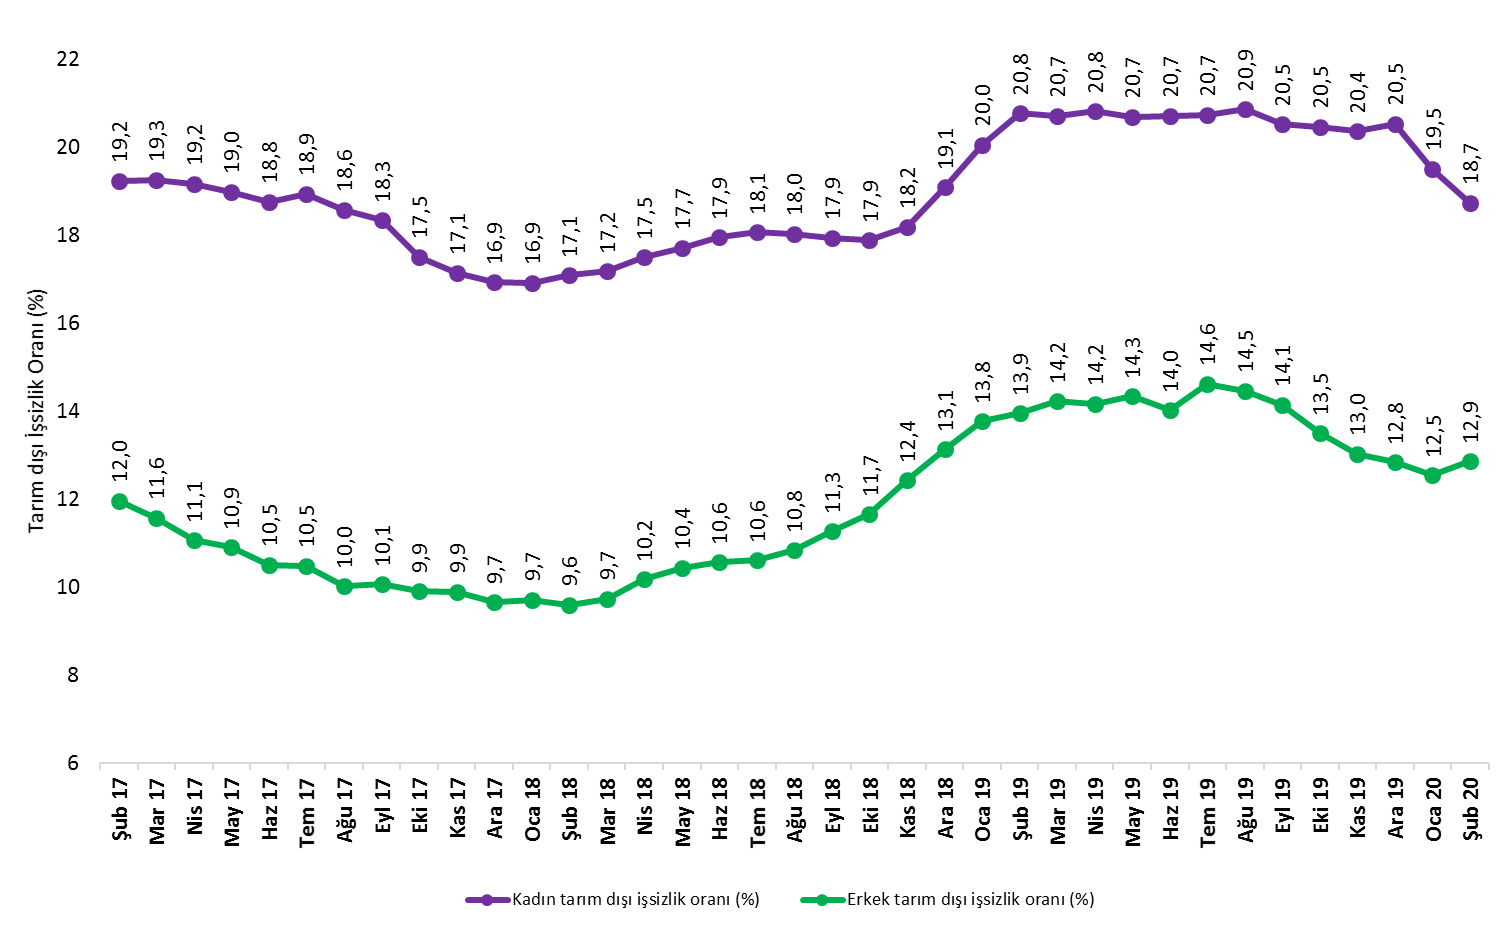 22
20
18
16
14
12
10
8
6
Tarım dışı İşsizlik Oranı (%)
19,2 19,3 19,2 19,0 18,8 18,9 18,6 18,3 17,5 17,1 16,9 16,9 17,1 17,2 17,5 17,7 17,9 18,1 18,0 17,9 17,9 18,2 19,1 20,0 20,8 20,7 20,8 20,7 20,7 20,7 20,9 20,5 20,5 20,4 20,5 19,5 18,7
12,0 11,6 11,1 10,9 10,5 10,5 10,0 10,1 9,9 9,9 9,7 9,7 9,6 9,7 10,2 10,4 10,6 10,6 10,8 11,3 11,7 12,4 13,1 13,8 13,9 14,2 14,2 14,3 14,0 14,6 14,5 14,1 13,5 13,0 12,8 12,5 12,9
Şub 17 Mar 17 Nis 17 May 17 Haz 17 Tem 17 Ağu 17 Eyl 17 Eki 17 Kas 17 Ara 17 Oca 18 Şub 18 Mar 18 Nis 18 May 18 Haz 18 Tem 18 Ağu 18 Eyl 18 Eki 18 Kas 18 Ara 18 Oca 19 Şub 19 Mar 19 Nis 19 May 19 Haz 19 Tem 19 Ağu 19 Eyl 19 Eki 19 Kas 19 Ara 19 Oca 20 Şub 20
Kadın tarım dışı işsizlik oranı (%) Erkek tarım dışı işsizlik oranı (%)